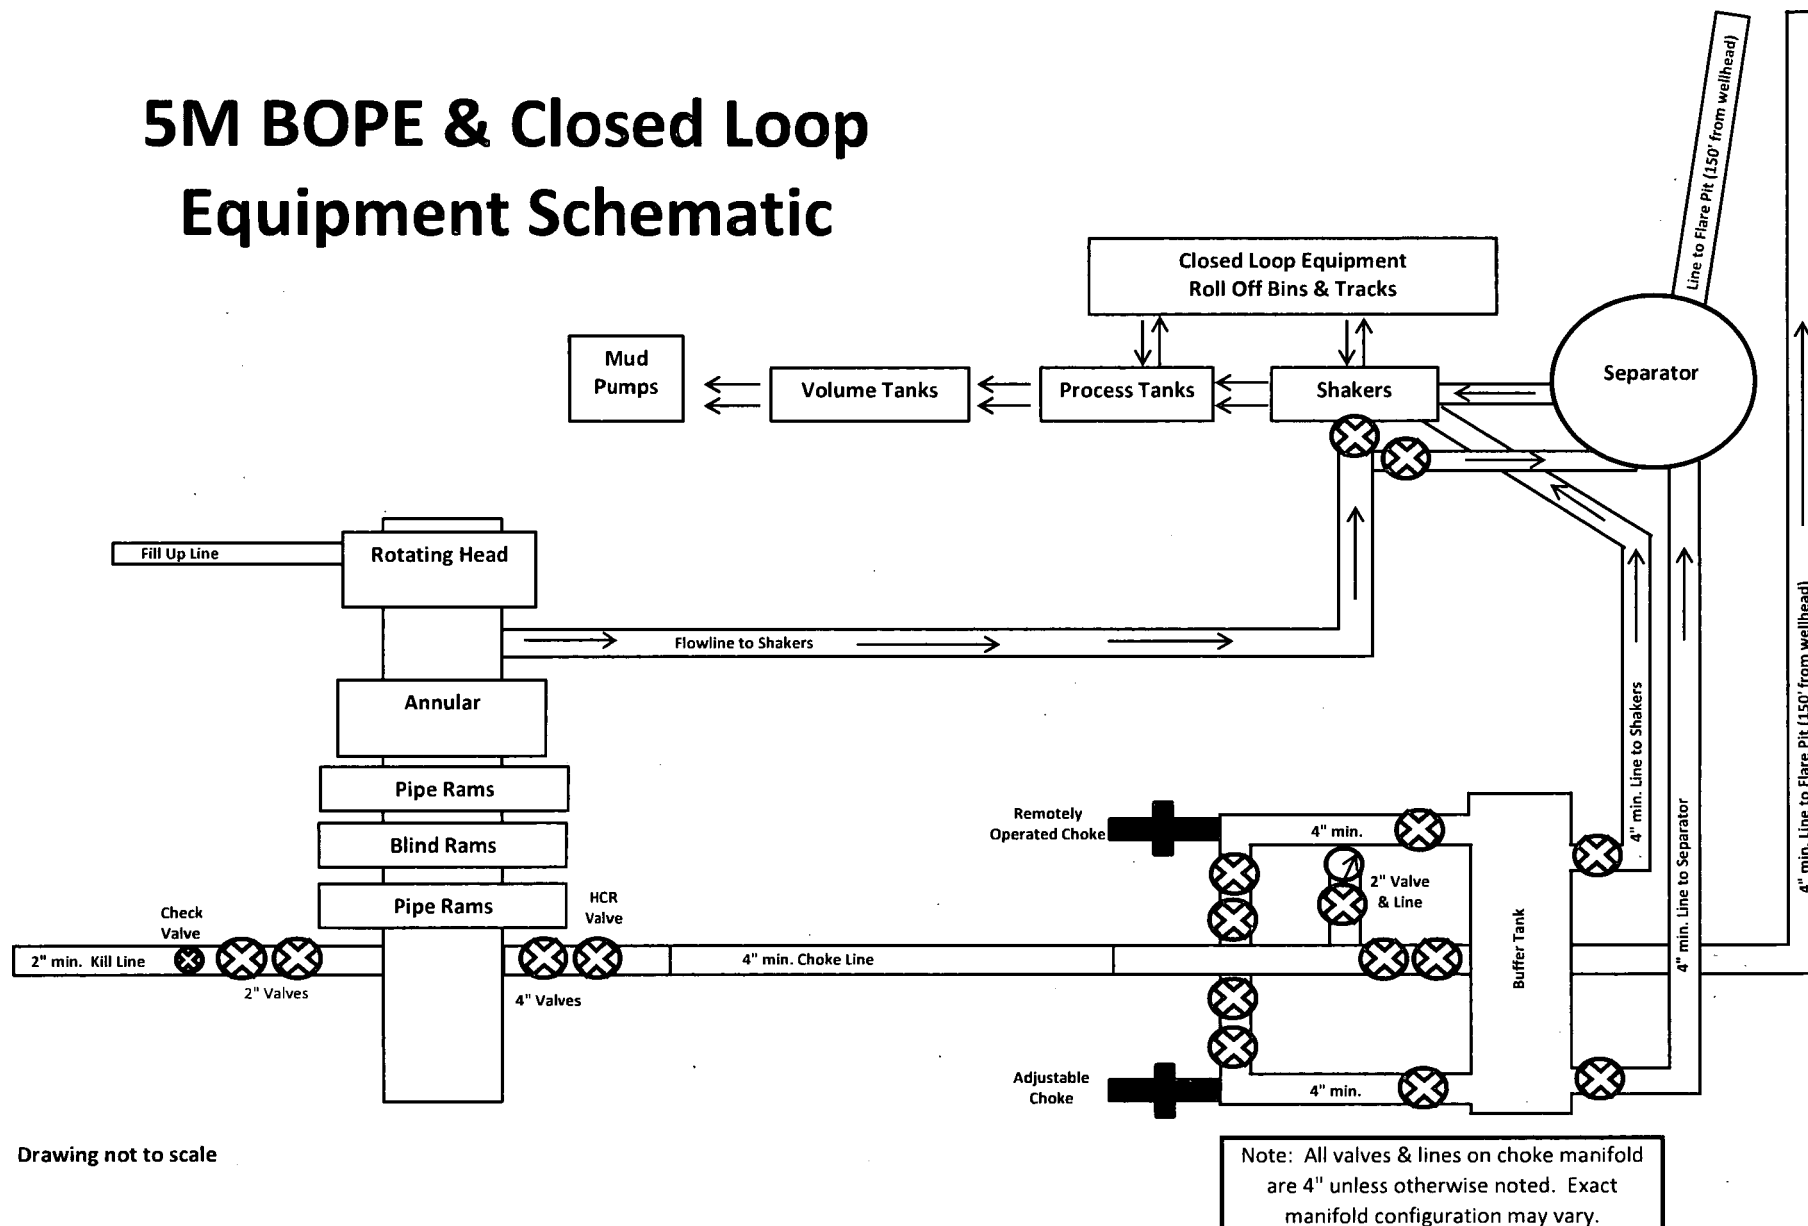 5M BOPE & Closed Loop
Equipment Schematic
Line to Flare Pit (150' from wellhead)
Closed Loop Equipment
Roll Off Bins & Tracks
Mud
Pumps
Volume Tanks
Process Tanks
Shakers
Separator
Fill Up Line
Rotating Head
Flowline to Shakers
Annular
Pipe Rams
Blind Rams
Pipe Rams
Check
Valve
HCR
Valve
2" min. Kill Line
2" Valves
4" Valves
4" min. Choke Line
Remotely
Operated Choke
4" min.
2" Valve
& Line
Buffer Tank
4" min. Line to Shakers
4" min. Line to Separator
4" min. Line to Flare Pit (150' from wellhead)
Adjustable
Choke
4" min.
Drawing not to scale
Note: All valves & lines on choke manifold
are 4" unless otherwise noted. Exact
manifold configuration may vary.